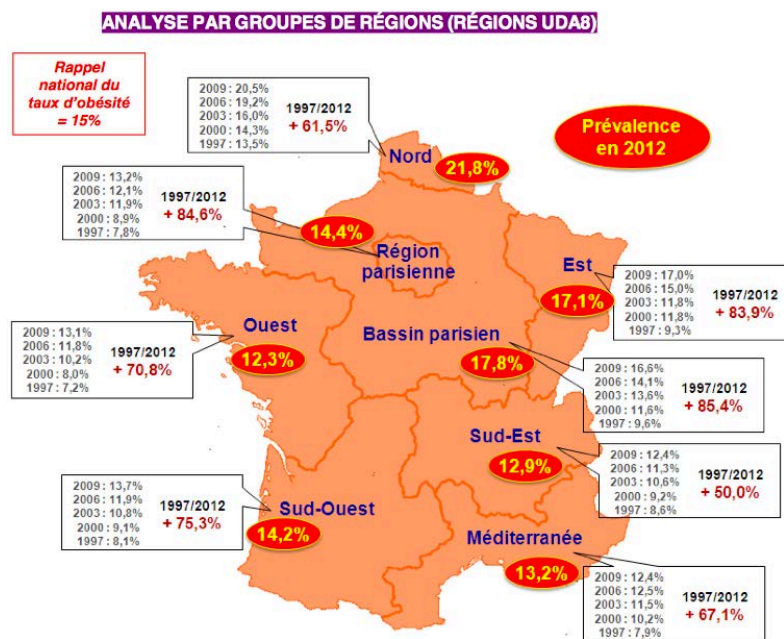 ANALYSE PAR GROUPES DE RÉGIONS (RÉGIONS UDA8)
Rappel
national du
taux d'obésité
= 15%
2009 : 20,5%
2006 : 19,2%
2003 : 16,0%
2000 : 14,3%
1997 : 13,5%
1997/2012
+ 61,5%
Nord
21,8%
Prévalence
en 2012
2009 : 13,2%
2006 : 12,1%
2003 : 11,9%
2000 : 8,9%
1997 : 7,8%
1997/2012
+ 84,6%
14,4%
Région
parisienne
Est
17,1%
2009 : 17,0%
2006 : 15,0%
2003 : 11,8%
2000 : 11,8%
1997 : 9,3%
1997/2012
+ 83,9%
2009 : 13,1%
2006 : 11,8%
2003 : 10,2%
2000 : 8,0%
1997 : 7,2%
1997/2012
+ 70,8%
Ouest
12,3%
Bassin parisien
17,8%
2009 : 16,6%
2006 : 14,1%
2003 : 13,6%
2000 : 11,6%
1997 : 9,6%
1997/2012
+ 85,4%
Sud-Est
12,9%
2009 : 12,4%
2006 : 11,3%
2003 : 10,6%
2000 : 9,2%
1997 : 8,6%
1997/2012
+ 50,0%
2009 : 13,7%
2006 : 11,9%
2003 : 10,8%
2000 : 9,1%
1997 : 8,1%
1997/2012
+ 75,3%
Sud-Ouest
14,2%
Méditerranée
13,2%
2009 : 12,4%
2006 : 12,5%
2003 : 11,5%
2000 : 10,2%
1997 : 7,9%
1997/2012
+ 67,1%